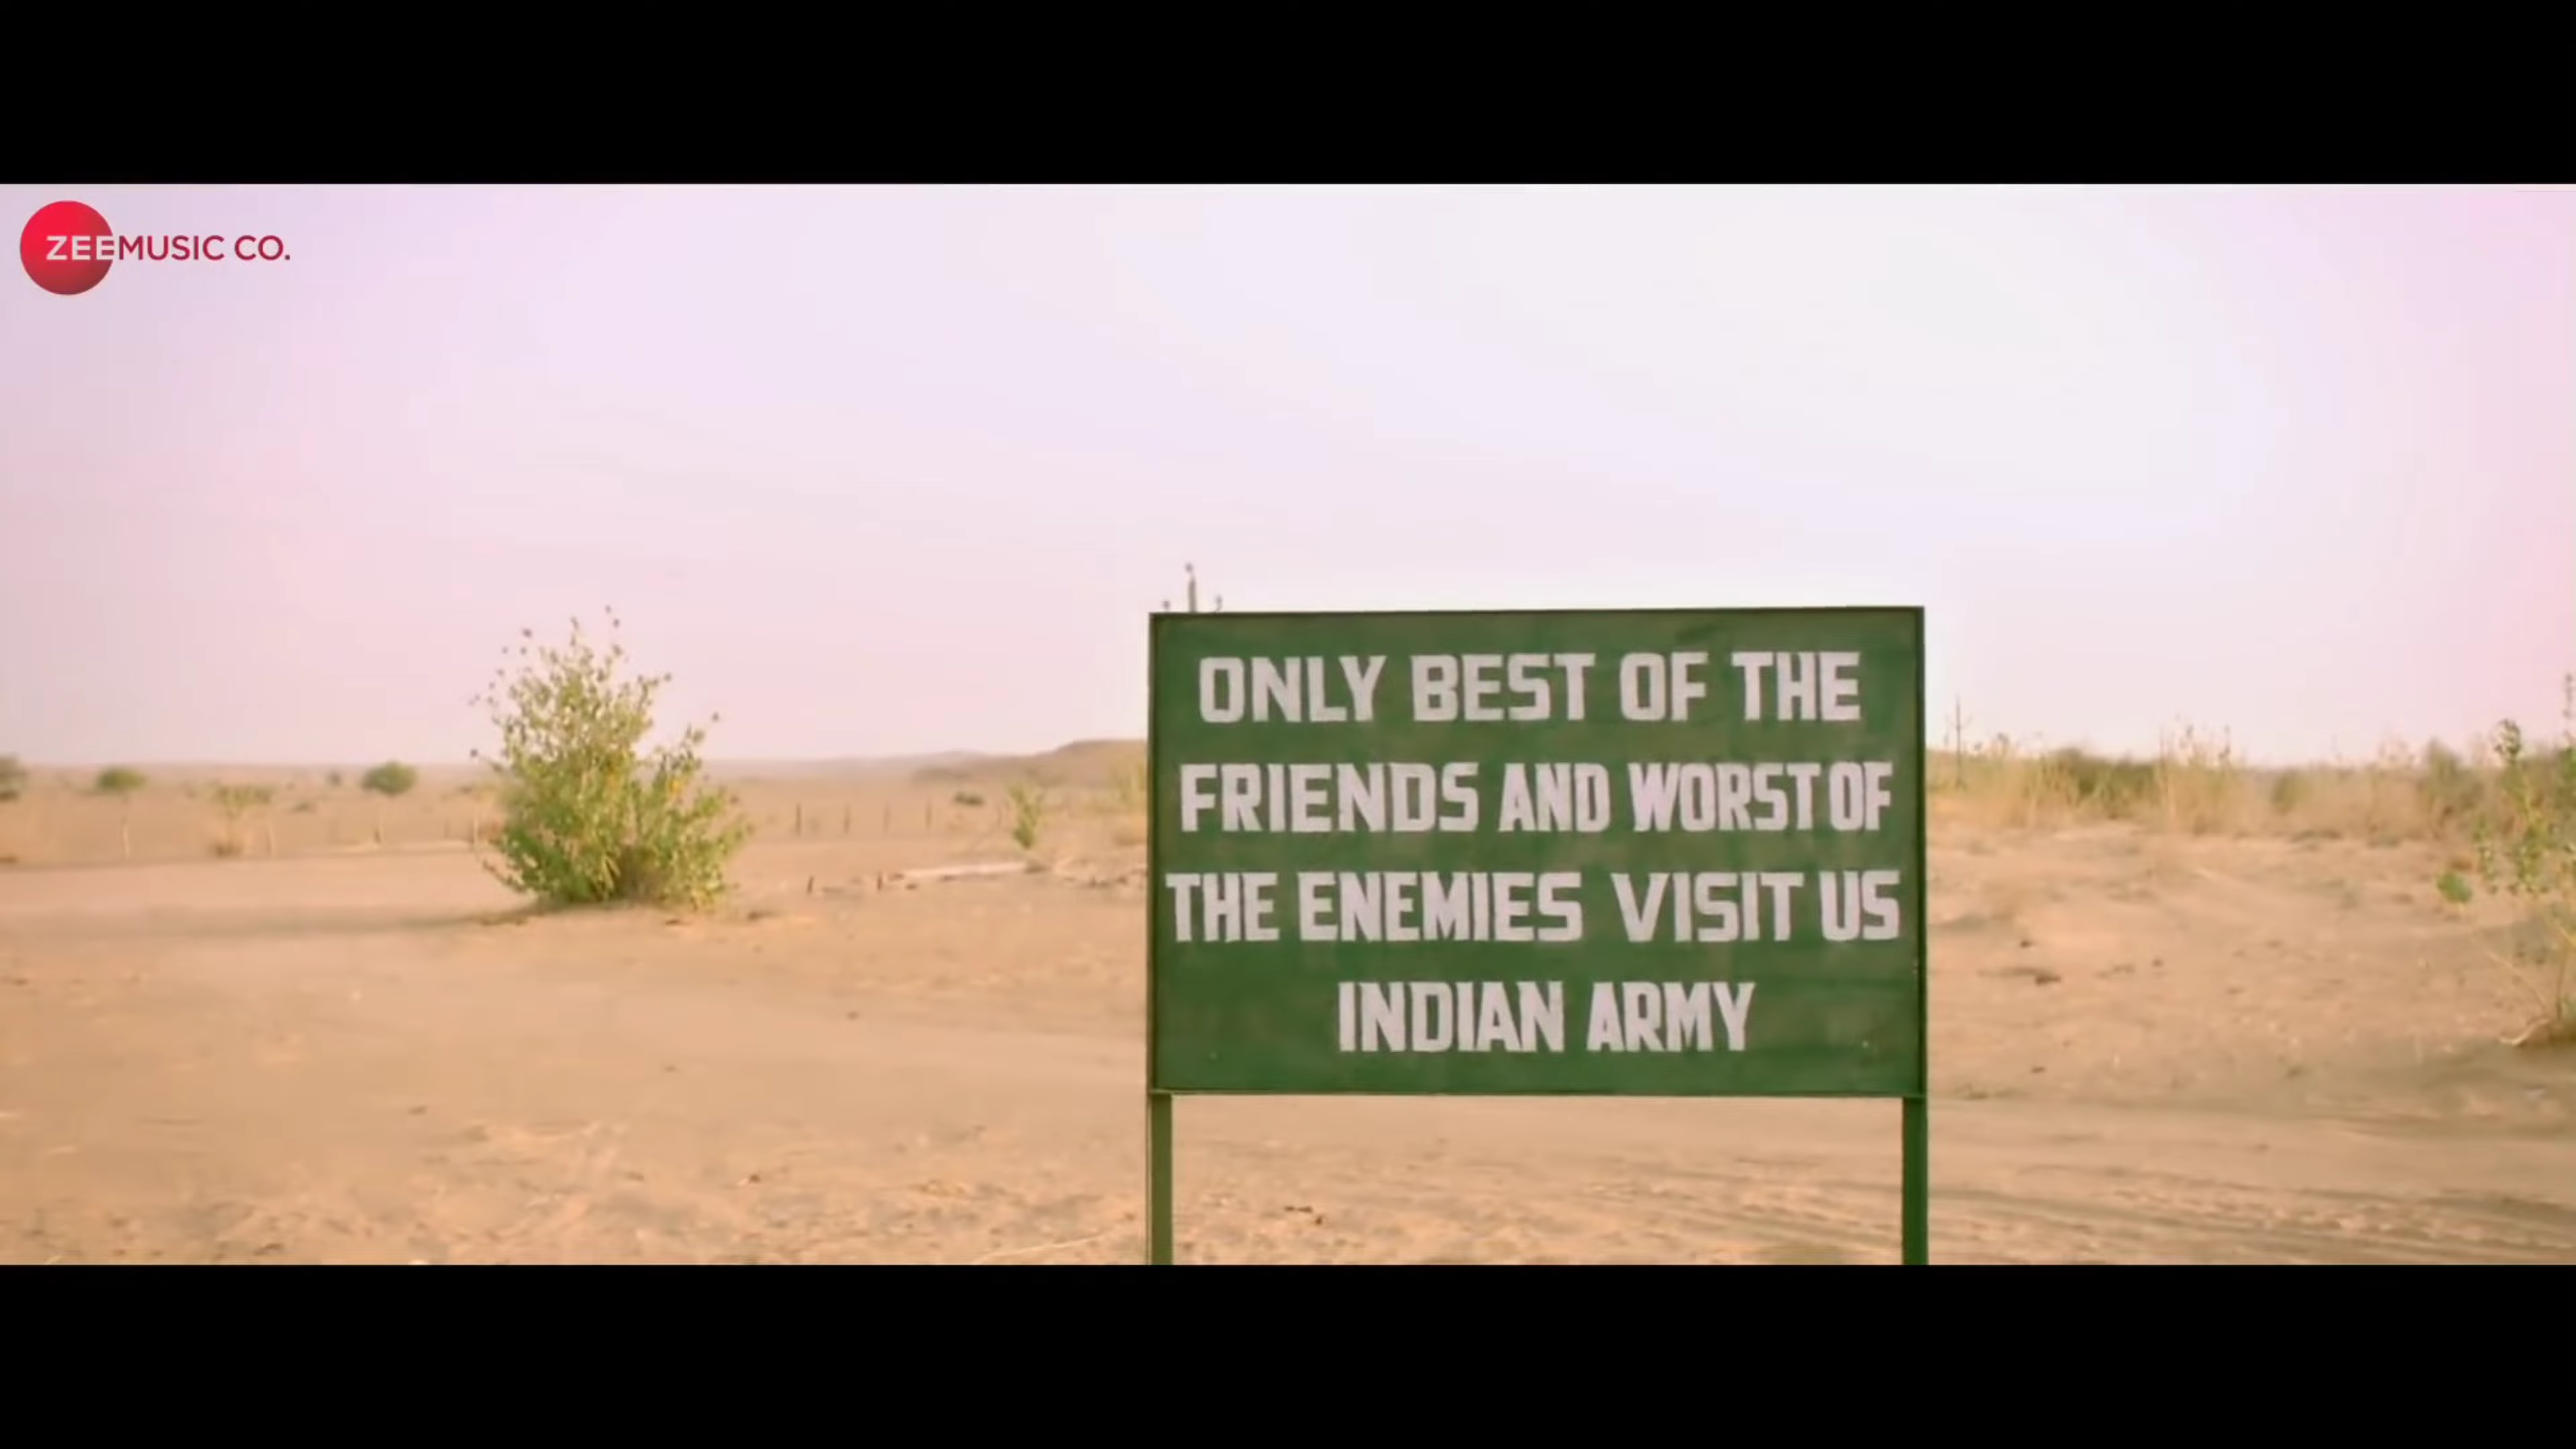 ZEEMUSIC CO.
ONLY BEST OF THE
FRIENDS AND WORST OF
THE ENEMIES VISIT US
INDIAN ARMY